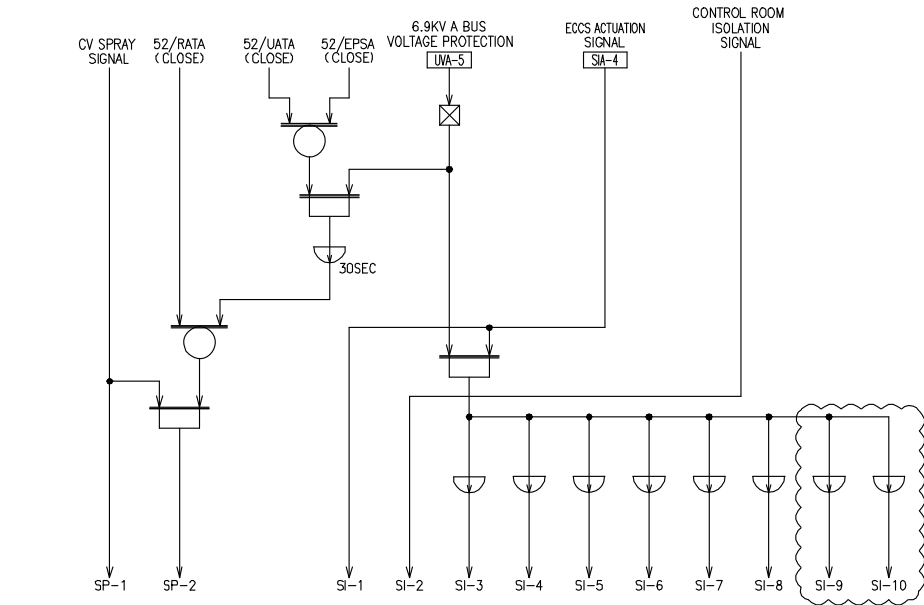 CV SPRAY
SIGNAL
52/RATA
(CLOSE)
52/UATA
(CLOSE)
52/EPSA
(CLOSE)
6.9KV A BUS
VOLTAGE PROTECTION
UVA-5
ECCS ACTUATION
SIGNAL
SIA-4
CONTROL ROOM
ISOLATION
SIGNAL
30SEC
SP-1
SP-2
SI-1
SI-2
SI-3
SI-4
SI-5
SI-6
SI-7
SI-8
SI-9
SI-10